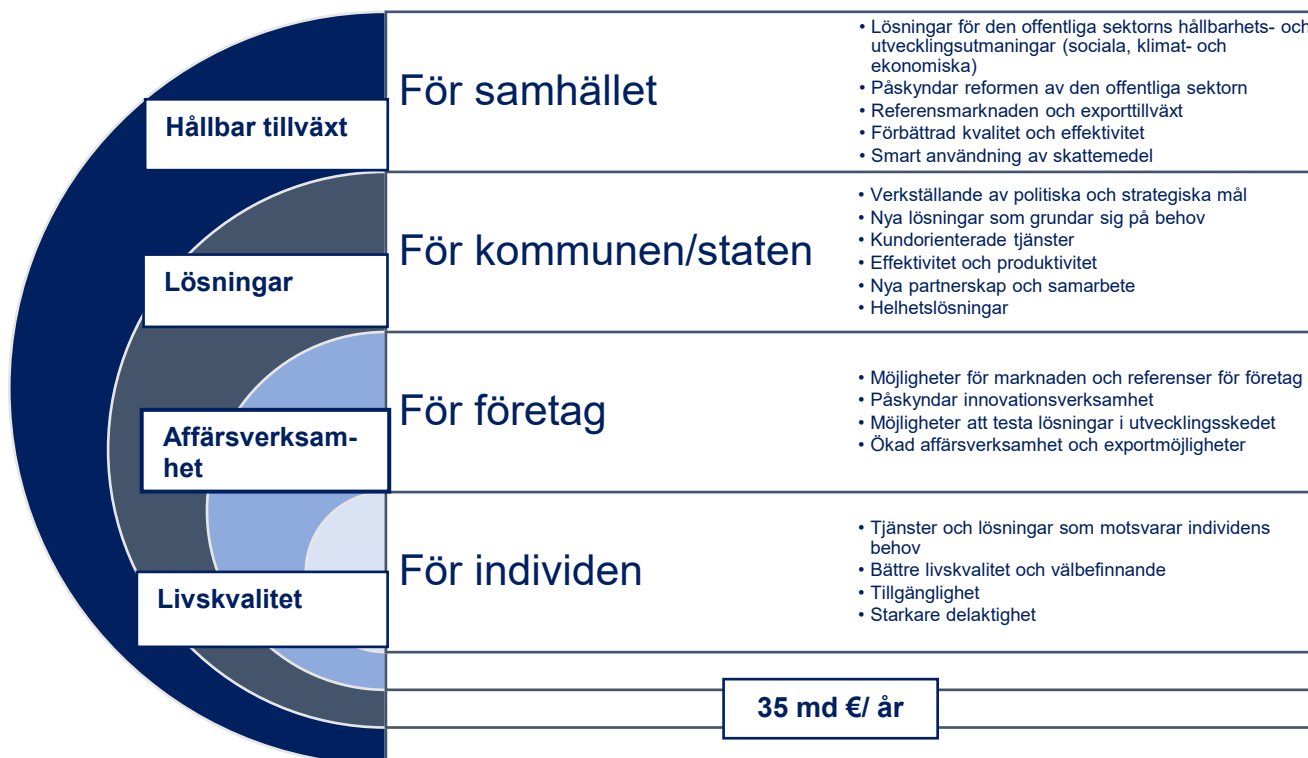 Hållbar tillväxt
För samhället
• Lösningar för den offentliga sektorns hållbarhets- och
utvecklingsutmaningar (sociala, klimat- och
ekonomiska)
• Påskyndar reformen av den offentliga sektorn
• Referensmarknaden och exporttillväxt
• Förbättrad kvalitet och effektivitet
• Smart användning av skattemedel
Lösningar
För kommunen/staten
• Verkställande av politiska och strategiska mål
• Nya lösningar som grundar sig på behov
• Kundorienterade tjänster
• Effektivitet och produktivitet
• Nya partnerskap och samarbete
• Helhetslösningar
Affärsverksam-
het
För företag
• Möjligheter för marknaden och referenser för företag
• Påskyndar innovationsverksamhet
• Möjligheter att testa lösningar i utvecklingsskedet
• Ökad affärsverksamhet och exportmöjligheter
Livskvalitet
För individen
• Tjänster och lösningar som motsvarar individens
behov
• Bättre livskvalitet och välbefinnande
• Tillgänglighet
• Starkare delaktighet
35 md €/ år